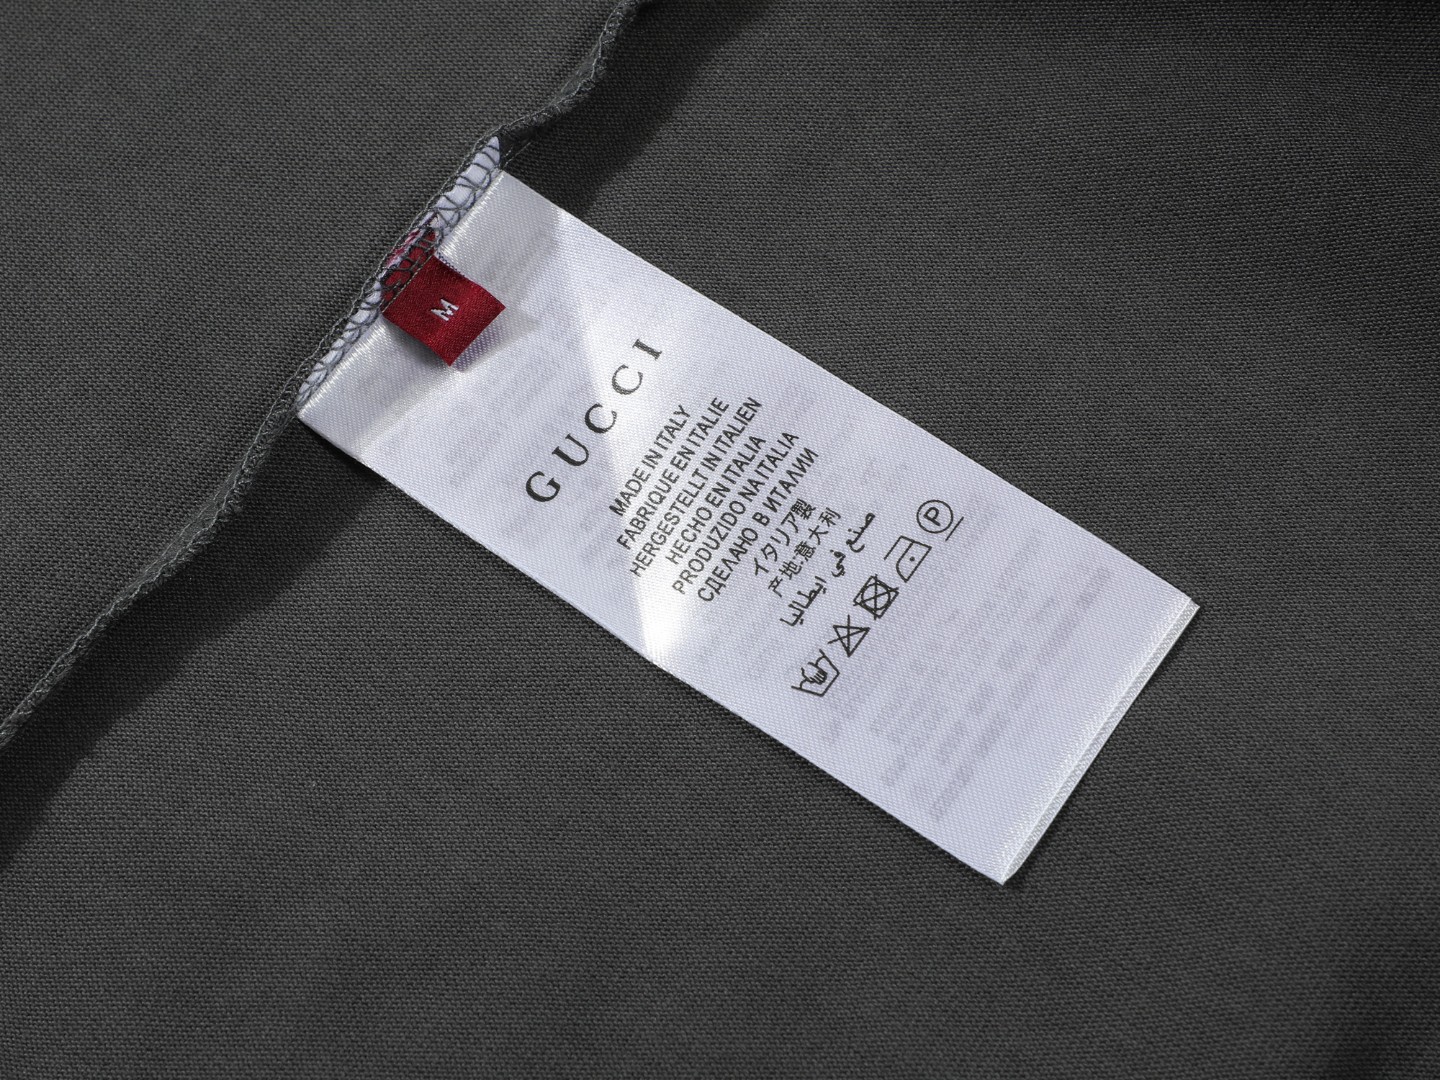 M
GUCCI
MADE IN ITALY
FABRIQUE EN ITALIE
HERGESTELLT IN ITALIEN
HECHO EN ITALIA
PRODUZIDO NA ITALIA
СДЕЛАНО В ИТАЛИИ
イタリア製
产地:意大利
صنع في ايطاليا
P